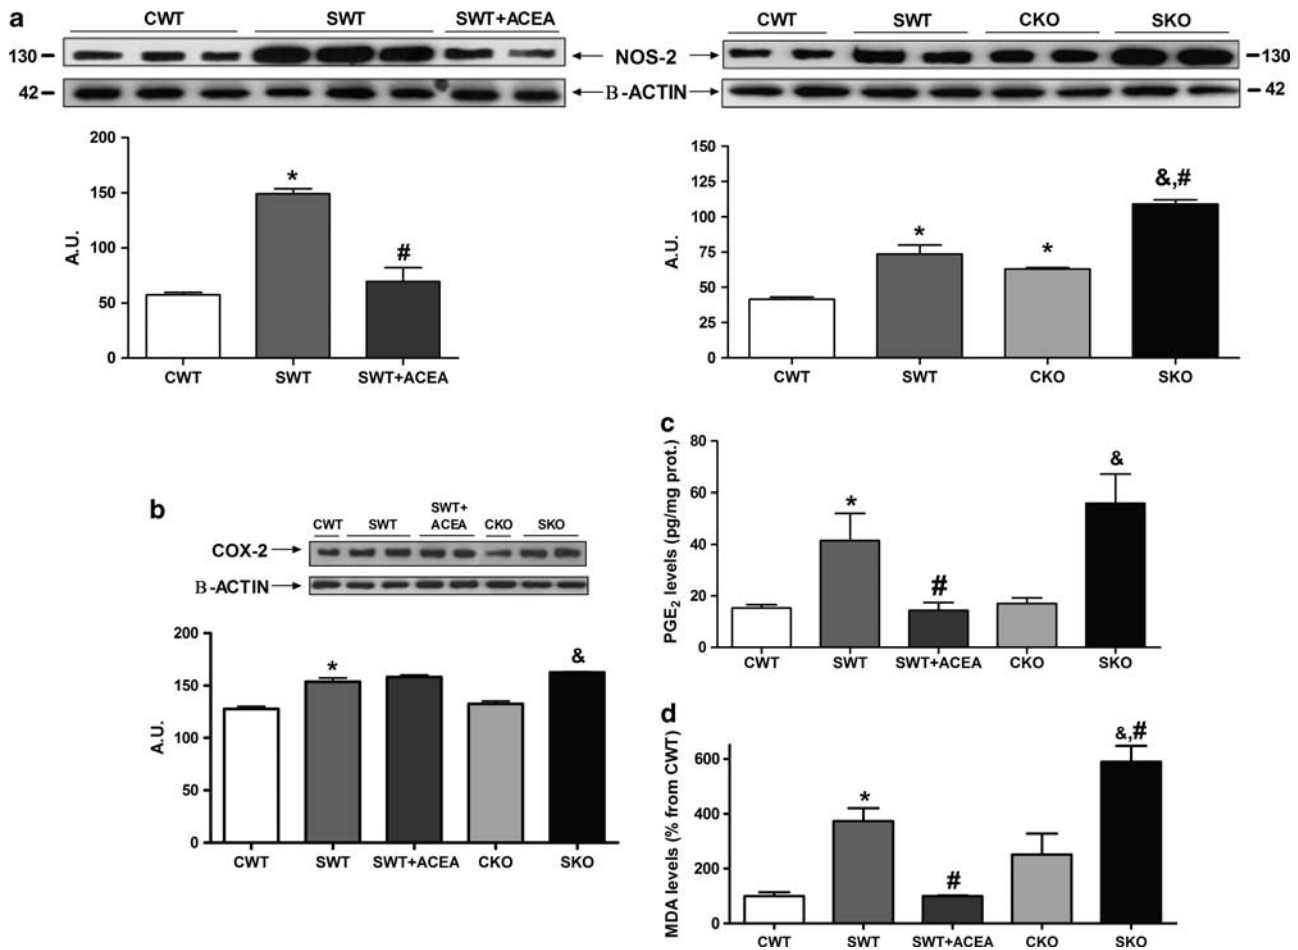 a
CWT SWT SWT+ACEA
130 NOS-2
42 B-ACTIN
CWT SWT CKO SKO
130
42
200
150
100
50
0
A.U.
*
#
CWT SWT SWT+ACEA
150
125
100
75
50
25
0
A.U.
*
*
&,#
CWT SWT CKO SKO
b
CWT SWT SWT+ ACEA CKO SKO
COX-2
B-ACTIN
200
150
100
50
0
A.U.
*
&
CWT SWT SWT+ACEA CKO SKO
c
80
60
40
20
0
PGE2 levels (pg/mg prot.)
*
#
&
CWT SWT SWT+ACEA CKO SKO
d
600
400
200
0
MDA levels (% from CWT)
*
#
&,#
CWT SWT SWT+ACEA CKO SKO